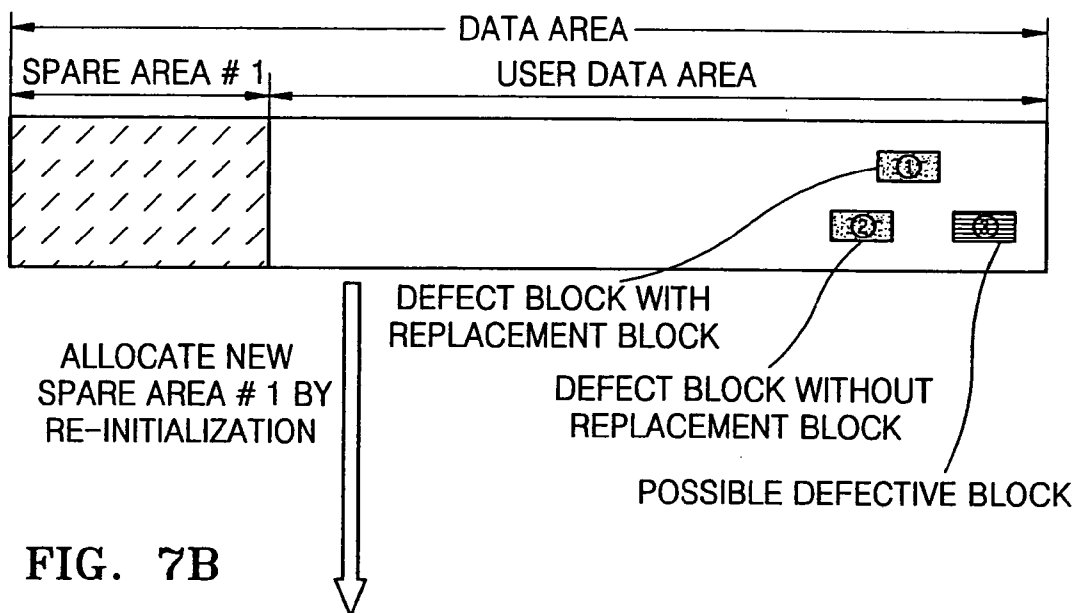 DATA AREA
SPARE AREA # 1
USER DATA AREA
①
②
③
DEFECT BLOCK WITH
REPLACEMENT BLOCK
ALLOCATE NEW
SPARE AREA # 1 BY
RE-INITIALIZATION
DEFECT BLOCK WITHOUT
REPLACEMENT BLOCK
POSSIBLE DEFECTIVE BLOCK
FIG. 7B